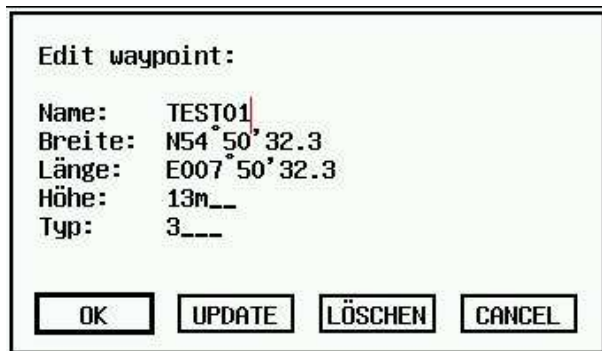 Edit waypoint:
Name: TEST01
Breite: N54°50'32.3
Länge: E007°50'32.3
Höhe: 13m__
Typ: 3___
OK UPDATE LÖSCHEN CANCEL